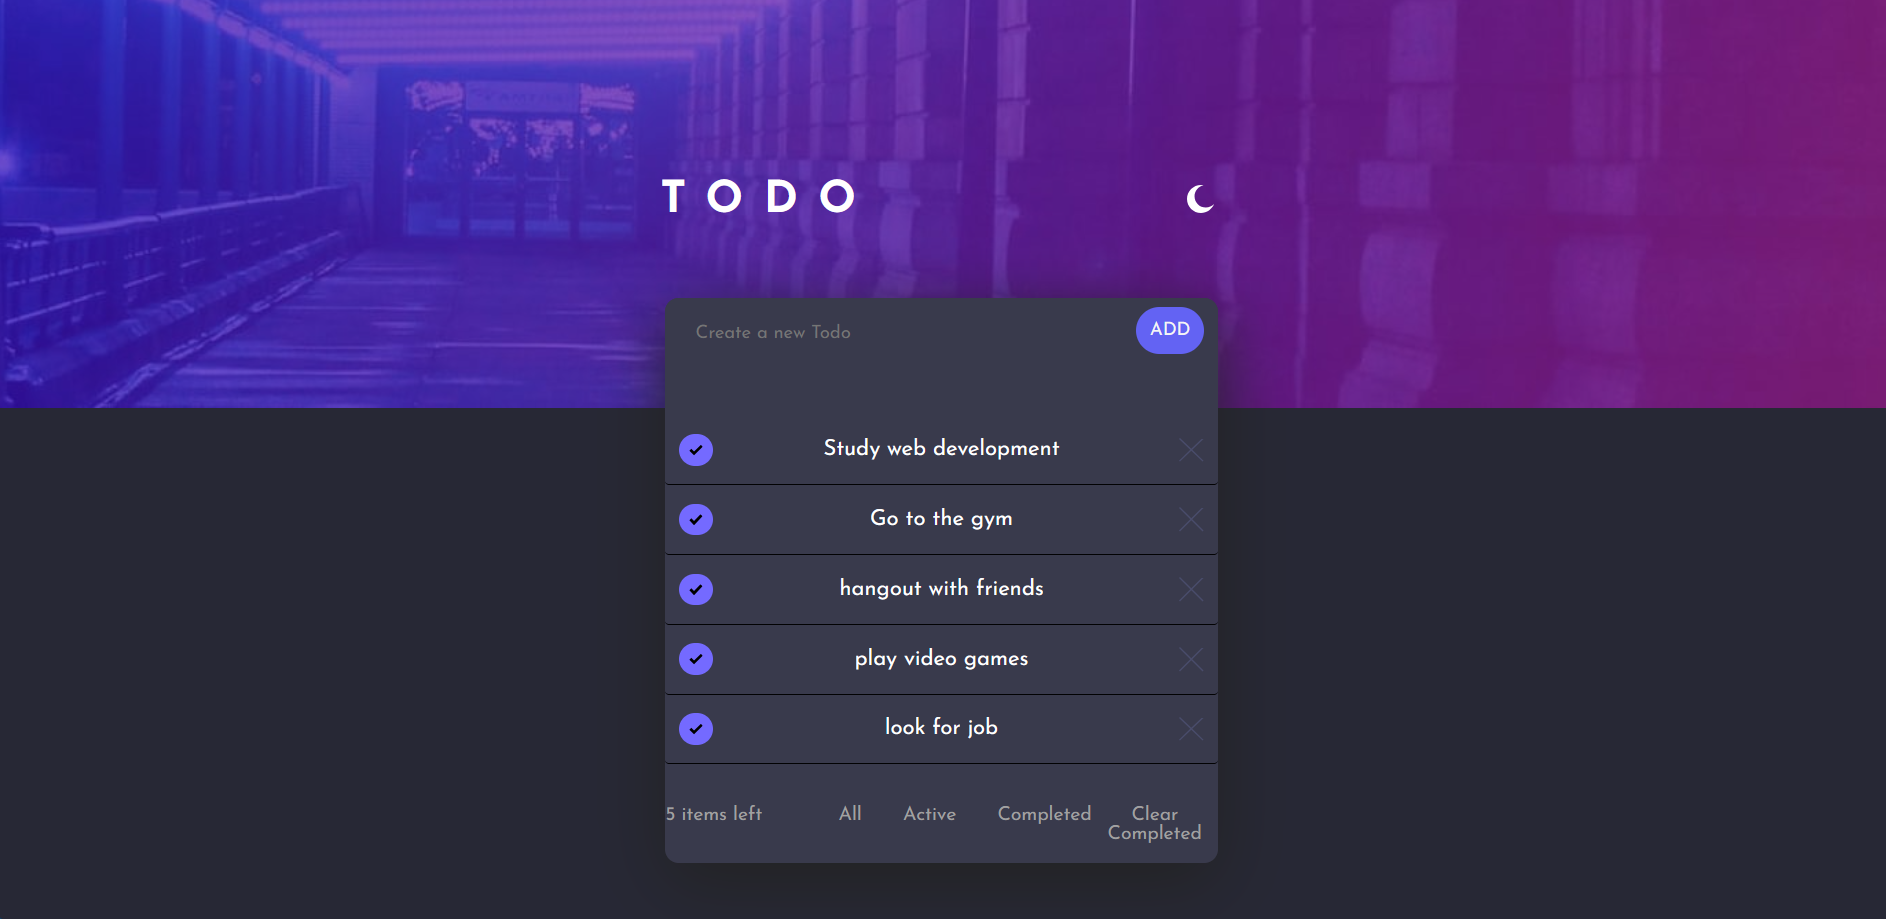 TODO
Create a new Todo
ADD
Study web development
Go to the gym
hangout with friends
play video games
look for job
5 items left
All
Active
Completed
Clear
Completed